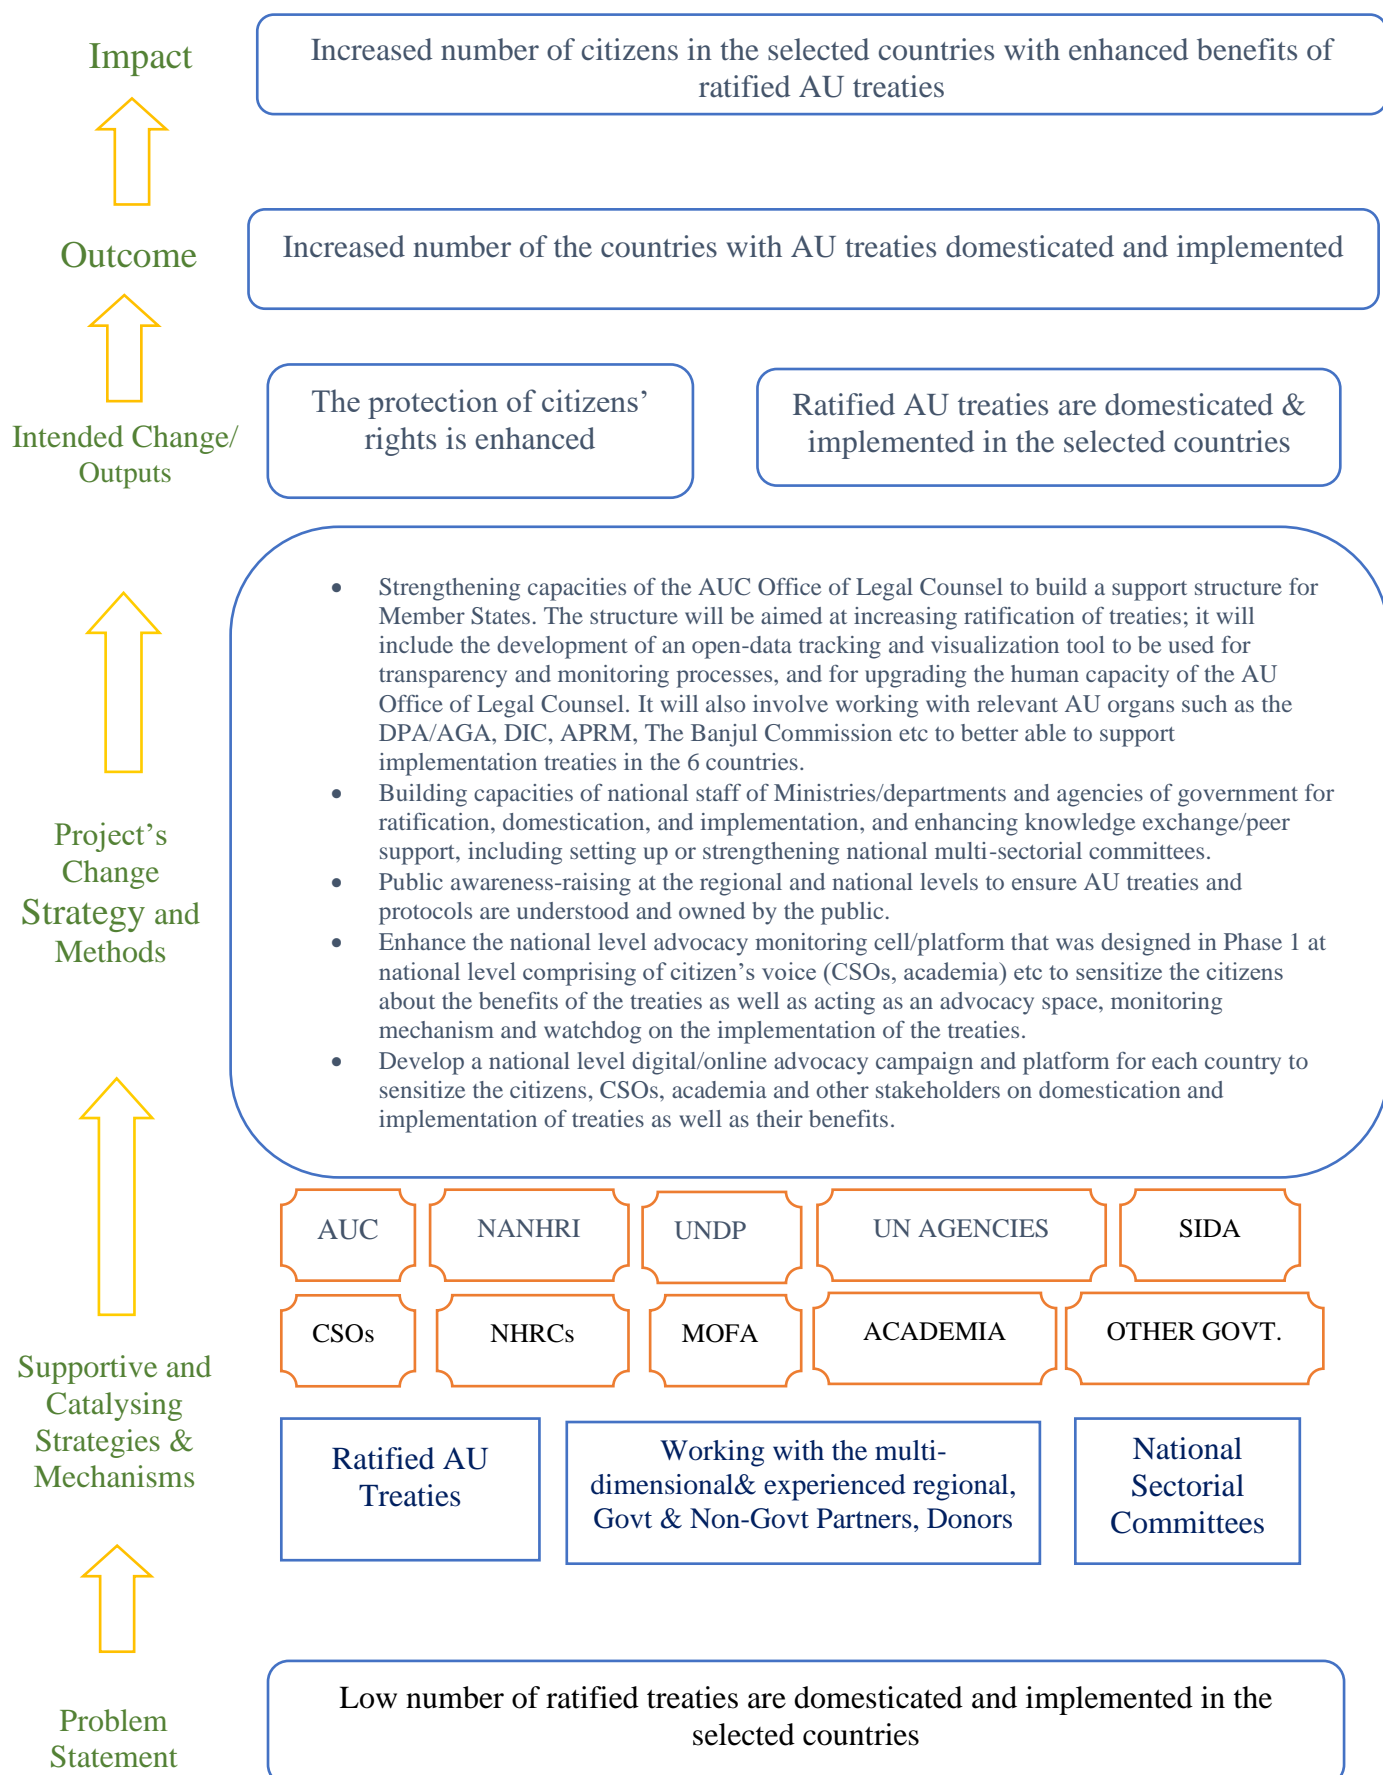 Impact
Increased number of citizens in the selected countries with enhanced benefits of
ratified AU treaties
Outcome
Increased number of the countries with AU treaties domesticated and implemented
Intended Change/
Outputs
The protection of citizens’
rights is enhanced
Ratified AU treaties are domesticated &
implemented in the selected countries
Project’s
Change
Strategy and
Methods
• Strengthening capacities of the AUC Office of Legal Counsel to build a support structure for
Member States. The structure will be aimed at increasing ratification of treaties; it will
include the development of an open-data tracking and visualization tool to be used for
transparency and monitoring processes, and for upgrading the human capacity of the AU
Office of Legal Counsel. It will also involve working with relevant AU organs such as the
DPA/AGA, DIC, APRM, The Banjul Commission etc to better able to support
implementation treaties in the 6 countries.
• Building capacities of national staff of Ministries/departments and agencies of government for
ratification, domestication, and implementation, and enhancing knowledge exchange/peer
support, including setting up or strengthening national multi-sectorial committees.
• Public awareness-raising at the regional and national levels to ensure AU treaties and
protocols are understood and owned by the public.
• Enhance the national level advocacy monitoring cell/platform that was designed in Phase 1 at
national level comprising of citizen’s voice (CSOs, academia) etc to sensitize the citizens
about the benefits of the treaties as well as acting as an advocacy space, monitoring
mechanism and watchdog on the implementation of the treaties.
• Develop a national level digital/online advocacy campaign and platform for each country to
sensitize the citizens, CSOs, academia and other stakeholders on domestication and
implementation of treaties as well as their benefits.
AUC
NANHRI
UNDP
UN AGENCIES
SIDA
CSOs
NHRCs
MOFA
ACADEMIA
OTHER GOVT.
Supportive and
Catalysing
Strategies &
Mechanisms
Ratified AU
Treaties
Working with the multi-
dimensional& experienced regional,
Govt & Non-Govt Partners, Donors
National
Sectorial
Committees
Problem
Statement
Low number of ratified treaties are domesticated and implemented in the
selected countries